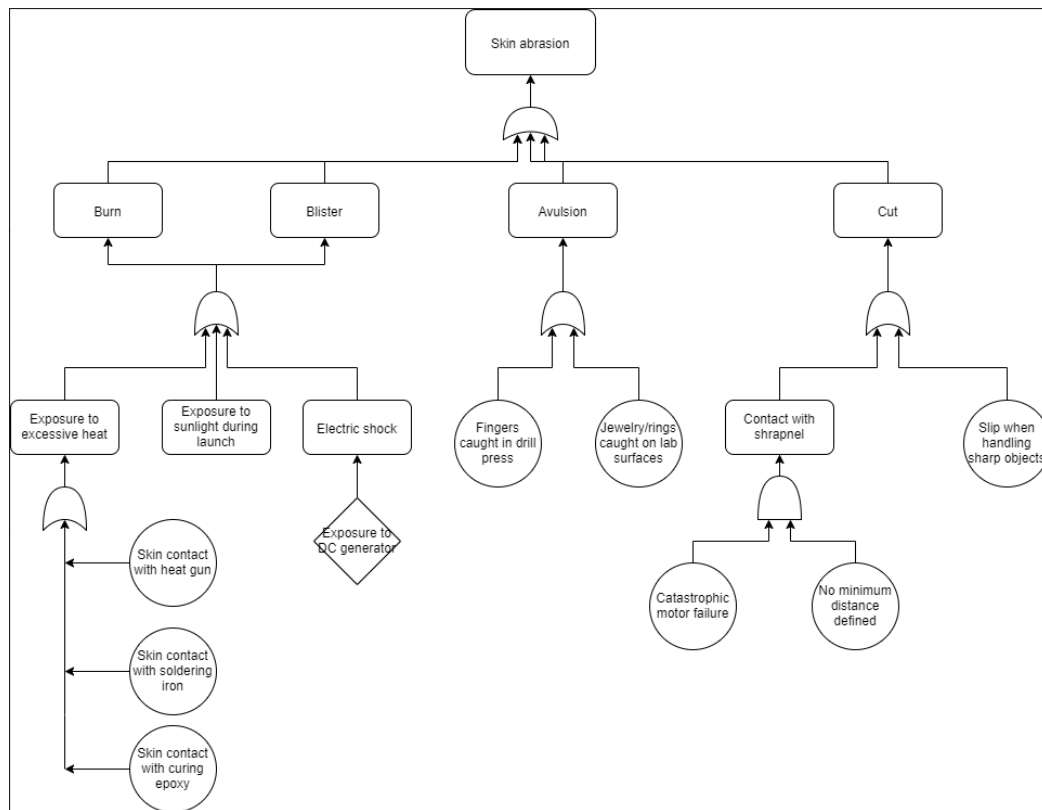 Skin abrasion
Burn
Blister
Avulsion
Cut
Exposure to
excessive heat
Exposure to
sunlight during
launch
Electric shock
Fingers
caught in drill
press
Jewelry/rings
caught on lab
surfaces
Contact with
shrapnel
Slip when
handling
sharp objects
Exposure to
DC generator
Skin contact
with heat gun
Catastrophic
motor failure
No minimum
distance
defined
Skin contact
with soldering
iron
Skin contact
with curing
epoxy